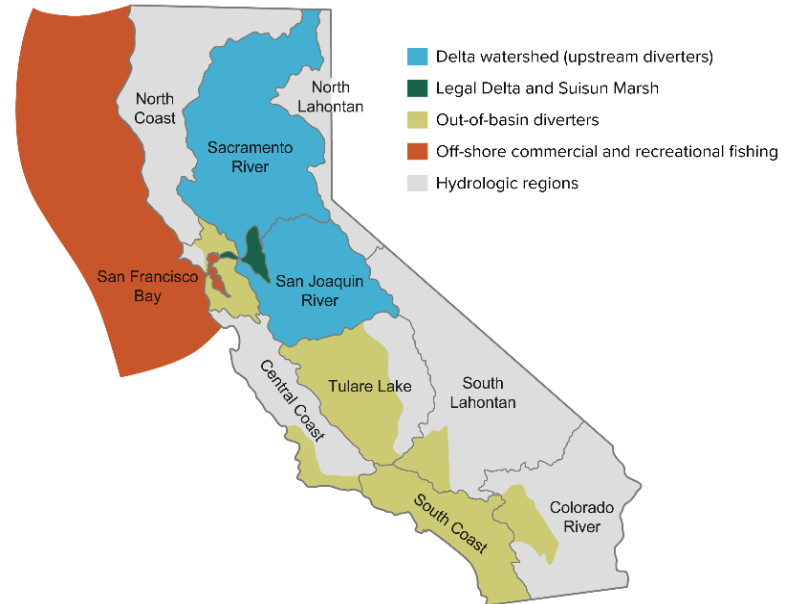 Delta watershed (upstream diverters)
Legal Delta and Suisun Marsh
Out-of-basin diverters
Off-shore commercial and recreational fishing
Hydrologic regions
North
Coast
North
Lahontan
Sacramento
River
San Francisco
Bay
San Joaquin
River
Central Coast
Tulare Lake
South
Lahontan
South Coast
Colorado
River